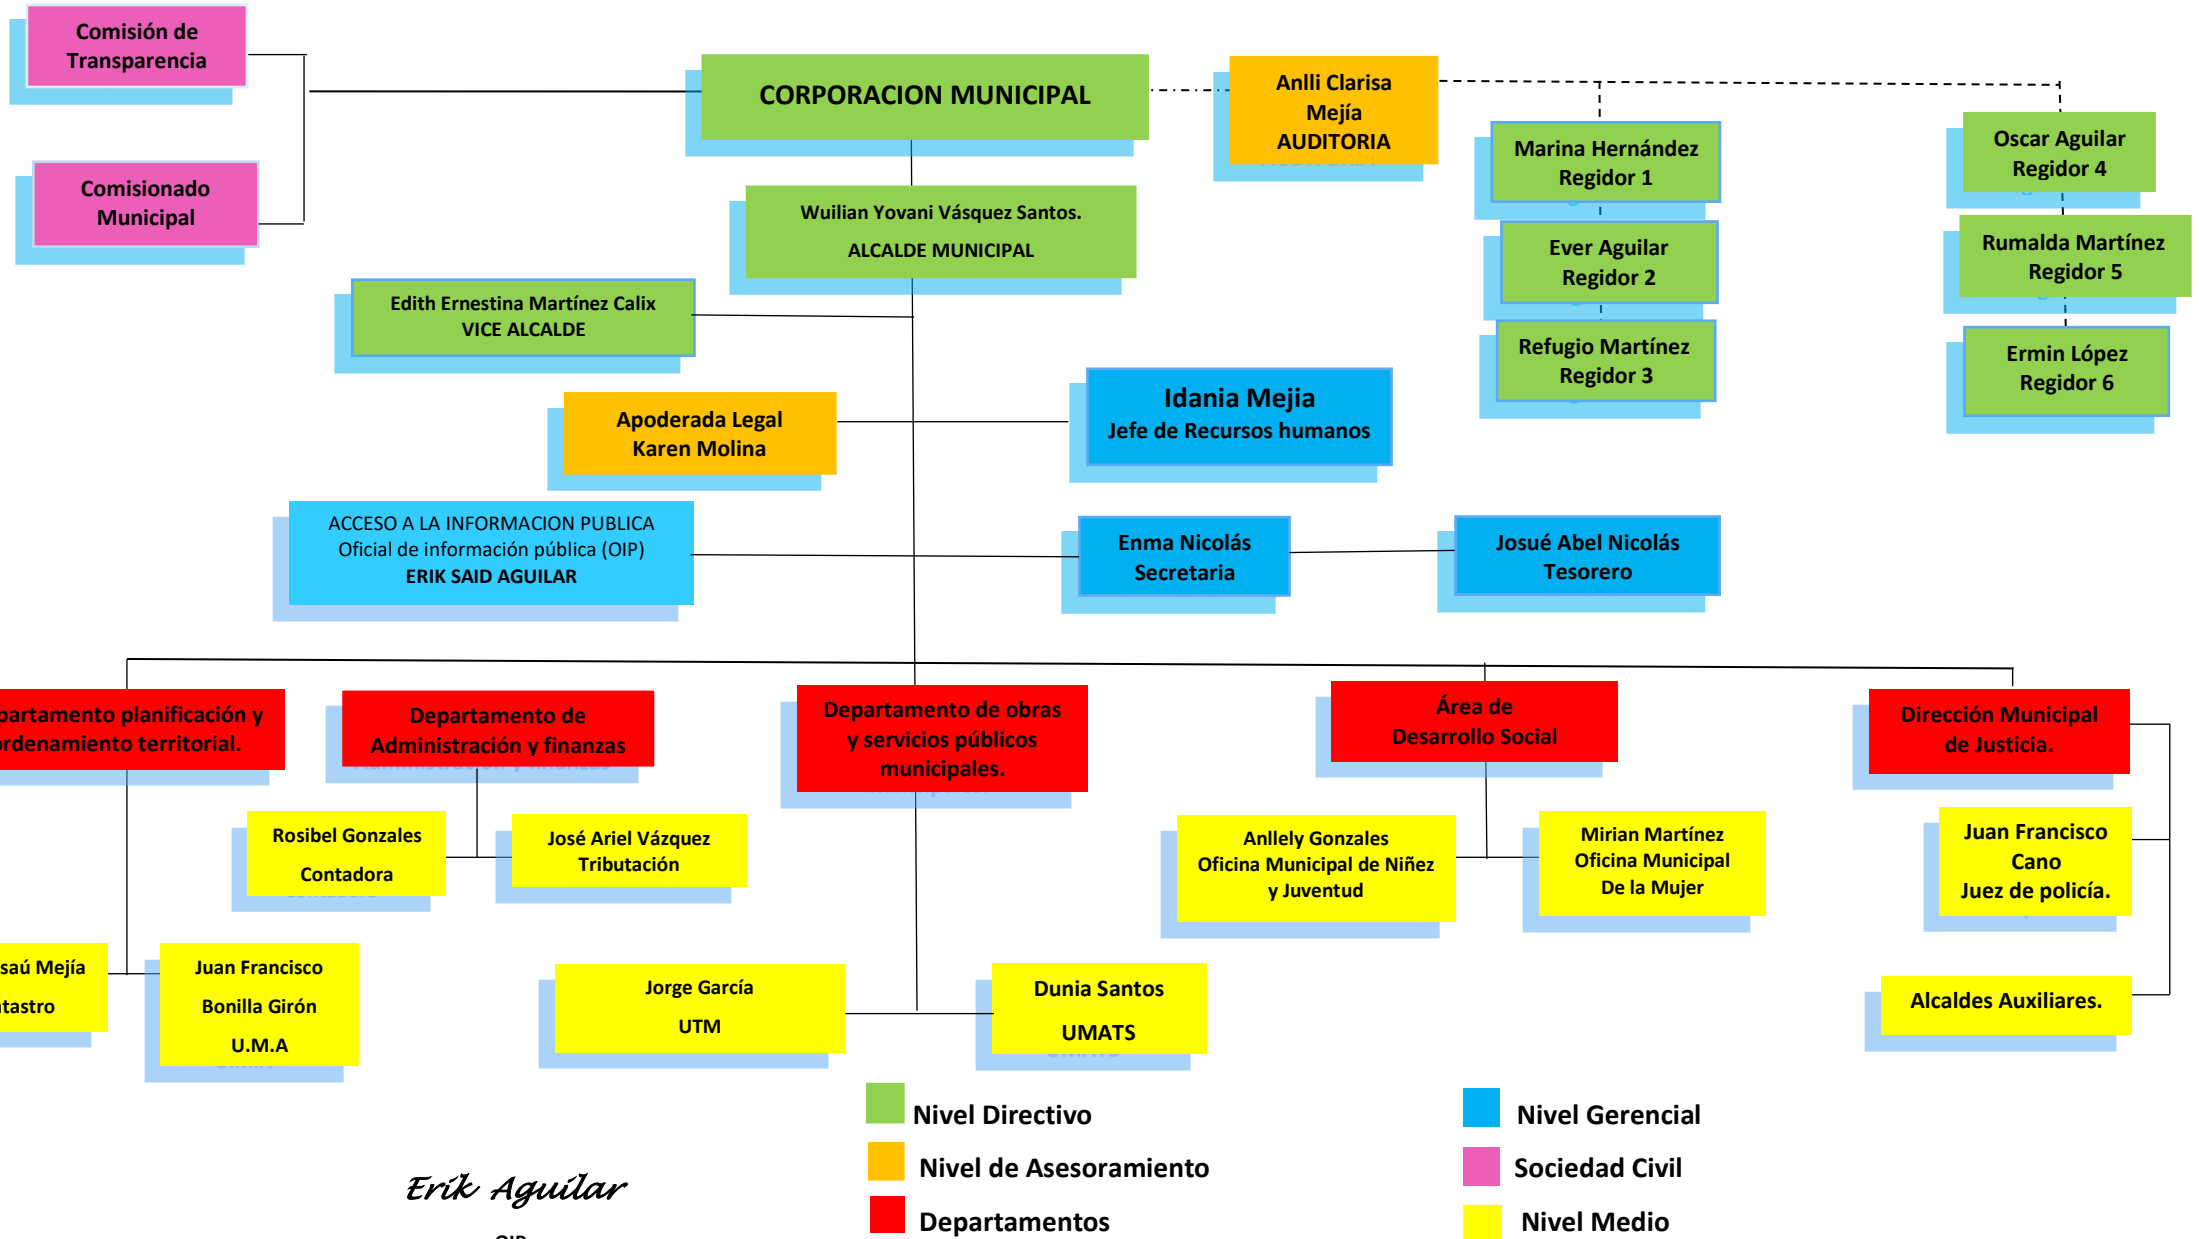 Comisión de
Transparencia
CORPORACION MUNICIPAL
Anlli Clarisa
Mejía
AUDITORIA
Marina Hernández
Regidor 1
Oscar Aguilar
Regidor 4
Comisionado
Municipal
Wuilian Yovani Vásquez Santos.
ALCALDE MUNICIPAL
Ever Aguilar
Regidor 2
Rumalda Martínez
Regidor 5
Edith Ernestina Martínez Calix
VICE ALCALDE
Refugio Martínez
Regidor 3
Ermin López
Regidor 6
Apoderada Legal
Karen Molina
Idania Mejia
Jefe de Recursos humanos
ACCESO A LA INFORMACION PUBLICA
Oficial de información pública (OIP)
ERIK SAID AGUILAR
Enma Nicolás
Secretaria
Josué Abel Nicolás
Tesorero
planificación y
territorial.
Departamento de
Administración y finanzas
Departamento de obras
y servicios públicos
municipales.
Área de
Desarrollo Social
Dirección Municipal
de Justicia.
Rosibel Gonzales
Contadora
José Ariel Vázquez
Tributación
Anllely Gonzales
Oficina Municipal de Niñez
y Juventud
Mirian Martínez
Oficina Municipal
De la Mujer
Juan Francisco
Cano
Juez de policía.
Mejía
Juan Francisco
Bonilla Girón
U.M.A
Jorge García
UTM
Dunia Santos
UMATS
Alcaldes Auxiliares.
Nivel Directivo
Nivel Gerencial
Nivel de Asesoramiento
Sociedad Civil
Departamentos
Nivel Medio
Erik Aguilar